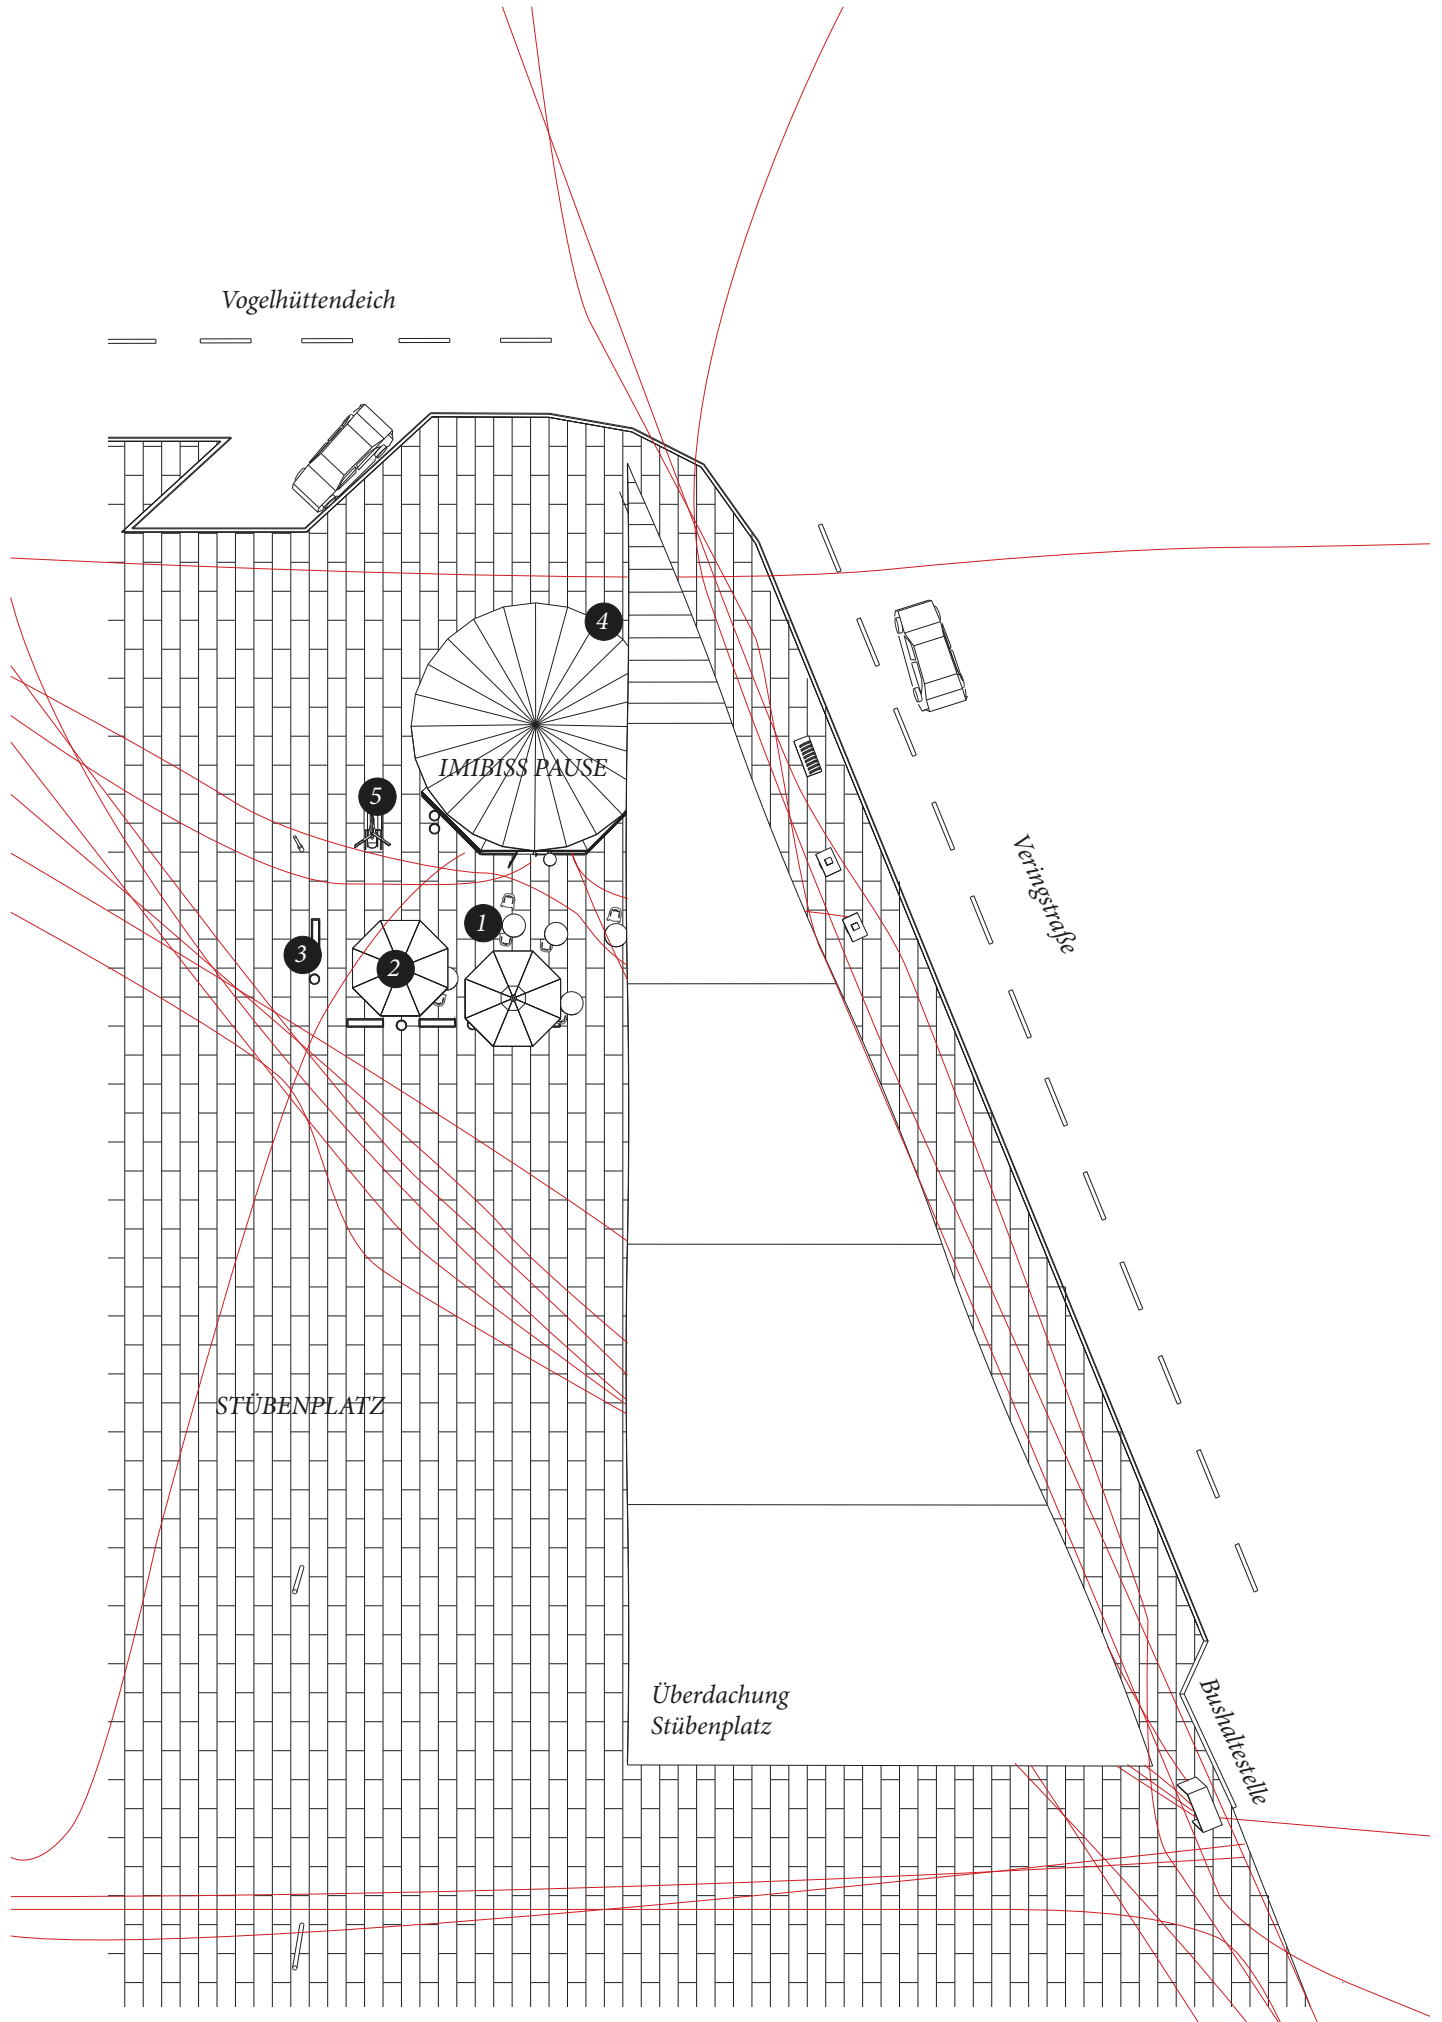 Vogelhüttendeich
4
IMIBISS PAUSE
5
Veringstraße
1
3
2
STÜBENPLATZ
Überdachung
Stübenplatz
Bushaltestelle